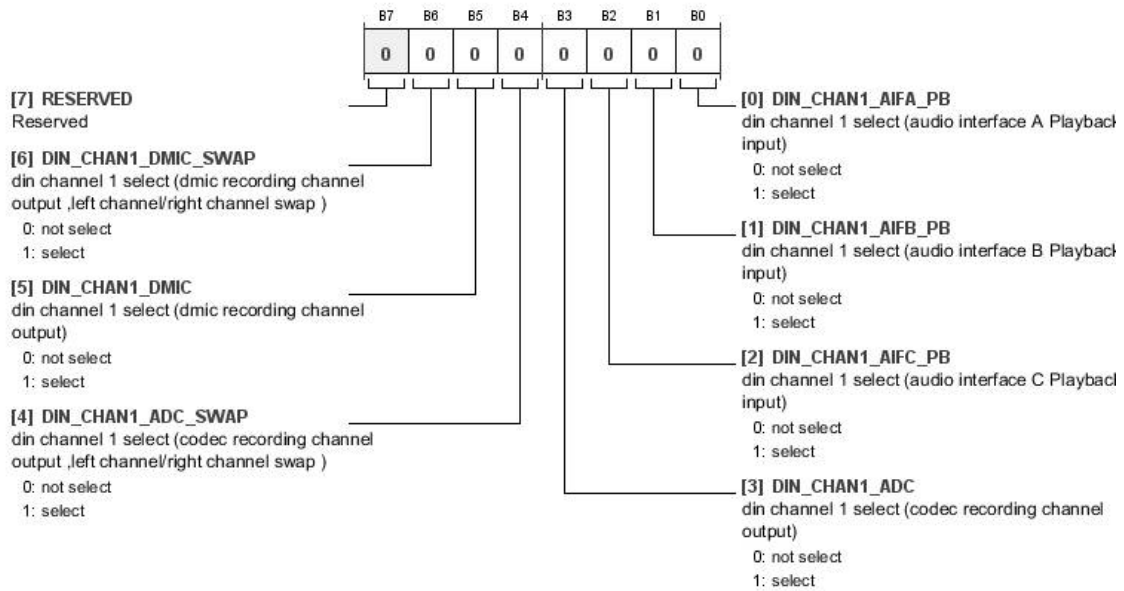 B7 B6 B5 B4 B3 B2 B1 B0
0 0 0 0 0 0 0 0
[7] RESERVED
Reserved
[6] DIN_CHAN1_DMIC_SWAP
din channel 1 select (dmic recording channel
output ,left channel/right channel swap )
0: not select
1: select
[5] DIN_CHAN1_DMIC
din channel 1 select (dmic recording channel
output)
0: not select
1: select
[4] DIN_CHAN1_ADC_SWAP
din channel 1 select (codec recording channel
output ,left channel/right channel swap )
0: not select
1: select
[0] DIN_CHAN1_AIFA_PB
din channel 1 select (audio interface A Playback
input)
0: not select
1: select
[1] DIN_CHAN1_AIFB_PB
din channel 1 select (audio interface B Playback
input)
0: not select
1: select
[2] DIN_CHAN1_AIFC_PB
din channel 1 select (audio interface C Playback
input)
0: not select
1: select
[3] DIN_CHAN1_ADC
din channel 1 select (codec recording channel
output)
0: not select
1: select